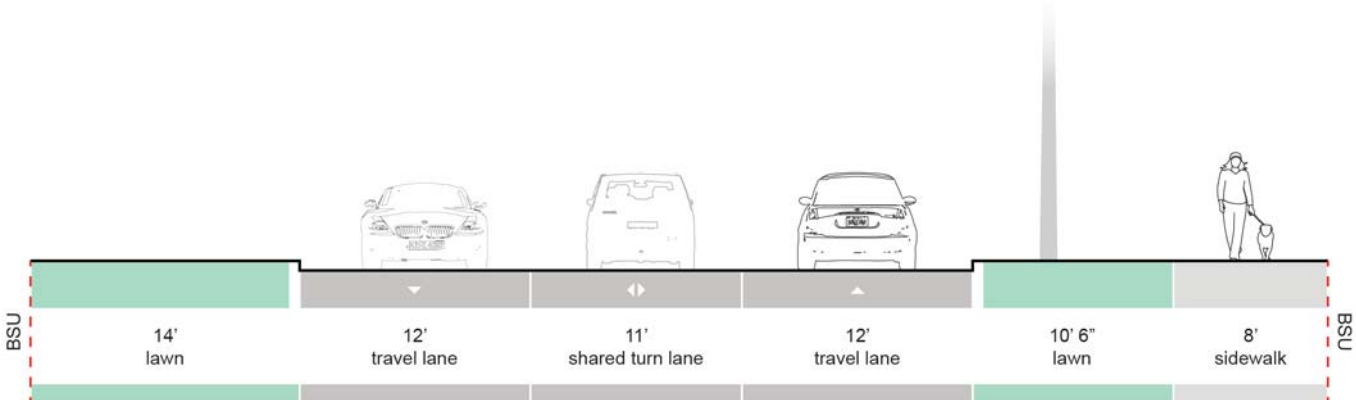 BSU
14’
lawn
12’
travel lane
11’
shared turn lane
12’
travel lane
10’ 6”
lawn
8’
sidewalk
BSU